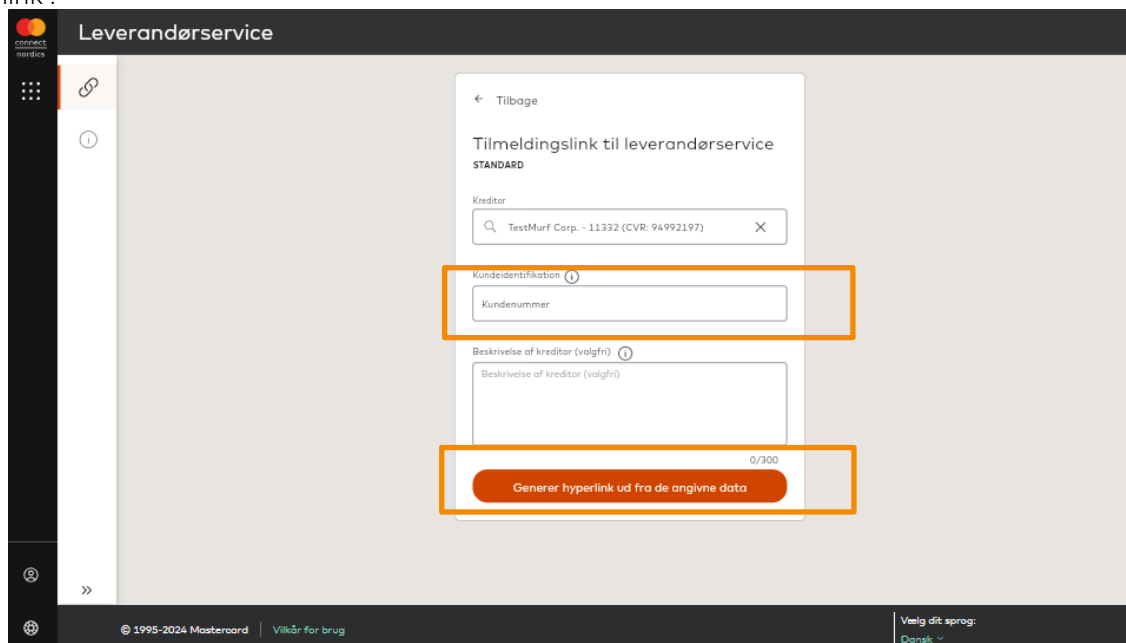 link?
connect
nordics
Leverandørservice
Tilbage
Tilmeldingslink til leverandørservice
STANDARD
Kreditor
TestMurf Corp. - 11332 (CVR: 94992197)
Kundeidentifikation
Kundenummer
Beskrivelse af kreditor (valgfri)
Beskrivelse af kreditor (valgfri)
0/300
Generer hyperlink ud fra de angivne data
© 1995-2024 Mastercard
Vilkår for brug
Vælg dit sprog:
Dansk